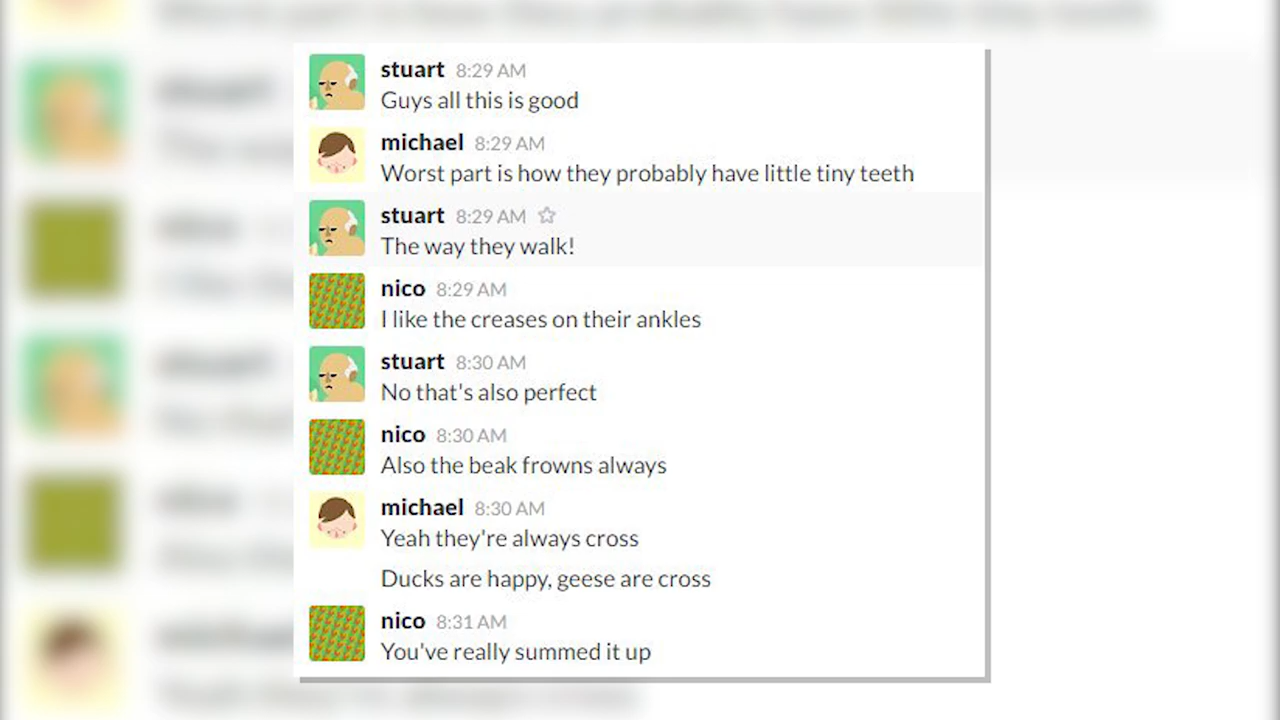 stuart 8:29 AM
Guys all this is good
michael 8:29 AM
Worst part is how they probably have little tiny teeth
stuart 8:29 AM
The way they walk!
nico 8:29 AM
I like the creases on their ankles
stuart 8:30 AM
No that's also perfect
nico 8:30 AM
Also the beak frowns always
michael 8:30 AM
Yeah they're always cross
Ducks are happy, geese are cross
nico 8:31 AM
You've really summed it up